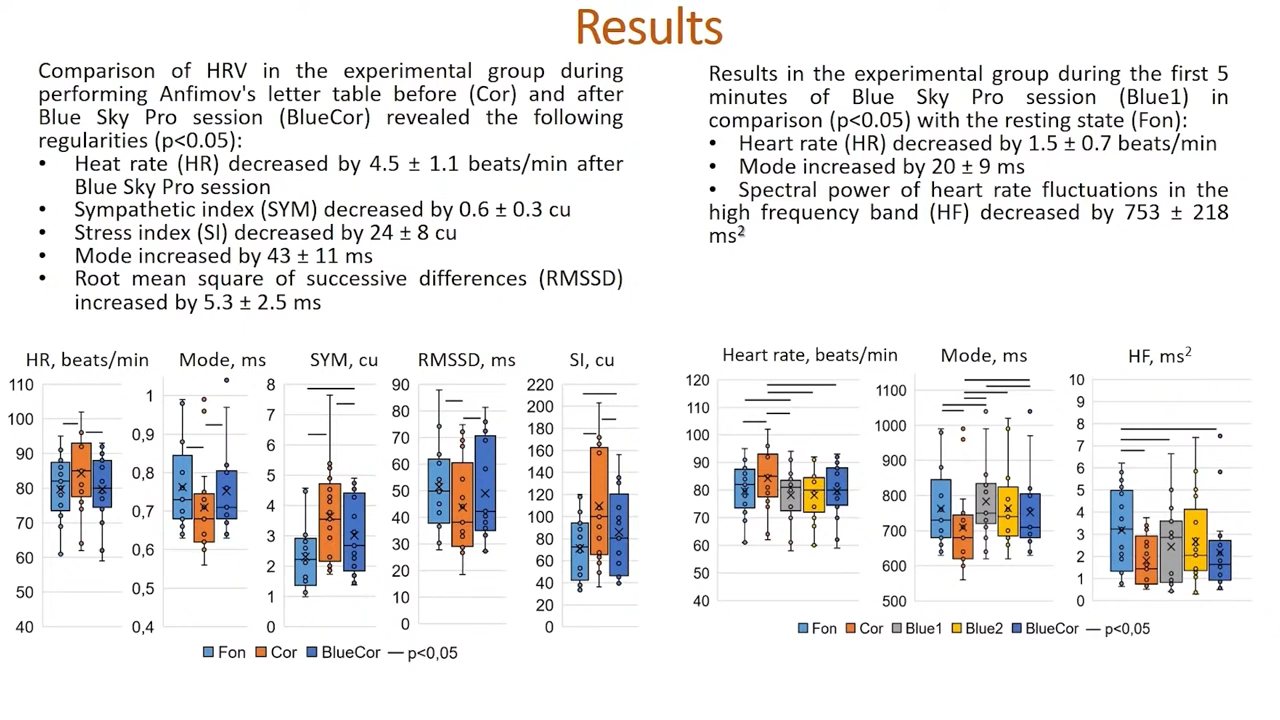 Results
Comparison of HRV in the experimental group during
performing Anfimov's letter table before (Cor) and after
Blue Sky Pro session (BlueCor) revealed the following
regularities (p<0.05):
• Heat rate (HR) decreased by 4.5 ± 1.1 beats/min after
Blue Sky Pro session
• Sympathetic index (SYM) decreased by 0.6 ± 0.3 cu
• Stress index (SI) decreased by 24 ± 8 cu
• Mode increased by 43 ± 11 ms
• Root mean square of successive differences (RMSSD)
increased by 5.3 ± 2.5 ms
Results in the experimental group during the first 5
minutes of Blue Sky Pro session (Blue1) in
comparison (p<0.05) with the resting state (Fon):
• Heart rate (HR) decreased by 1.5 ± 0.7 beats/min
• Mode increased by 20 ± 9 ms
• Spectral power of heart rate fluctuations in the
high frequency band (HF) decreased by 753 ± 218
ms²
HR, beats/min
110
100
90
80
70
60
50
40
Mode, ms
1
0,9
0,8
0,7
0,6
0,5
0,4
SYM, cu
8
7
6
5
4
3
2
1
0
RMSSD, ms
90
80
70
60
50
40
30
20
10
0
SI, cu
220
200
180
160
140
120
100
80
60
40
20
0
Fon Cor BlueCor p<0,05
Heart rate, beats/min
120
110
100
90
80
70
60
50
40
Mode, ms
1100
1000
900
800
700
600
500
HF, ms²
10
9
8
7
6
5
4
3
2
1
0
Fon Cor Blue1 Blue2 BlueCor p<0,05